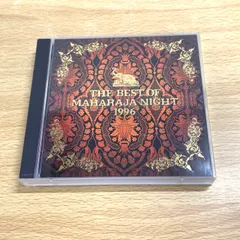 THE BEST OF
MAHARAJA NIGHT
1996